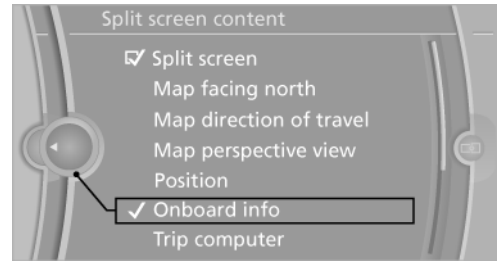 Split screen content
Split screen
Map facing north
Map direction of travel
Map perspective view
Position
Onboard info
Trip computer